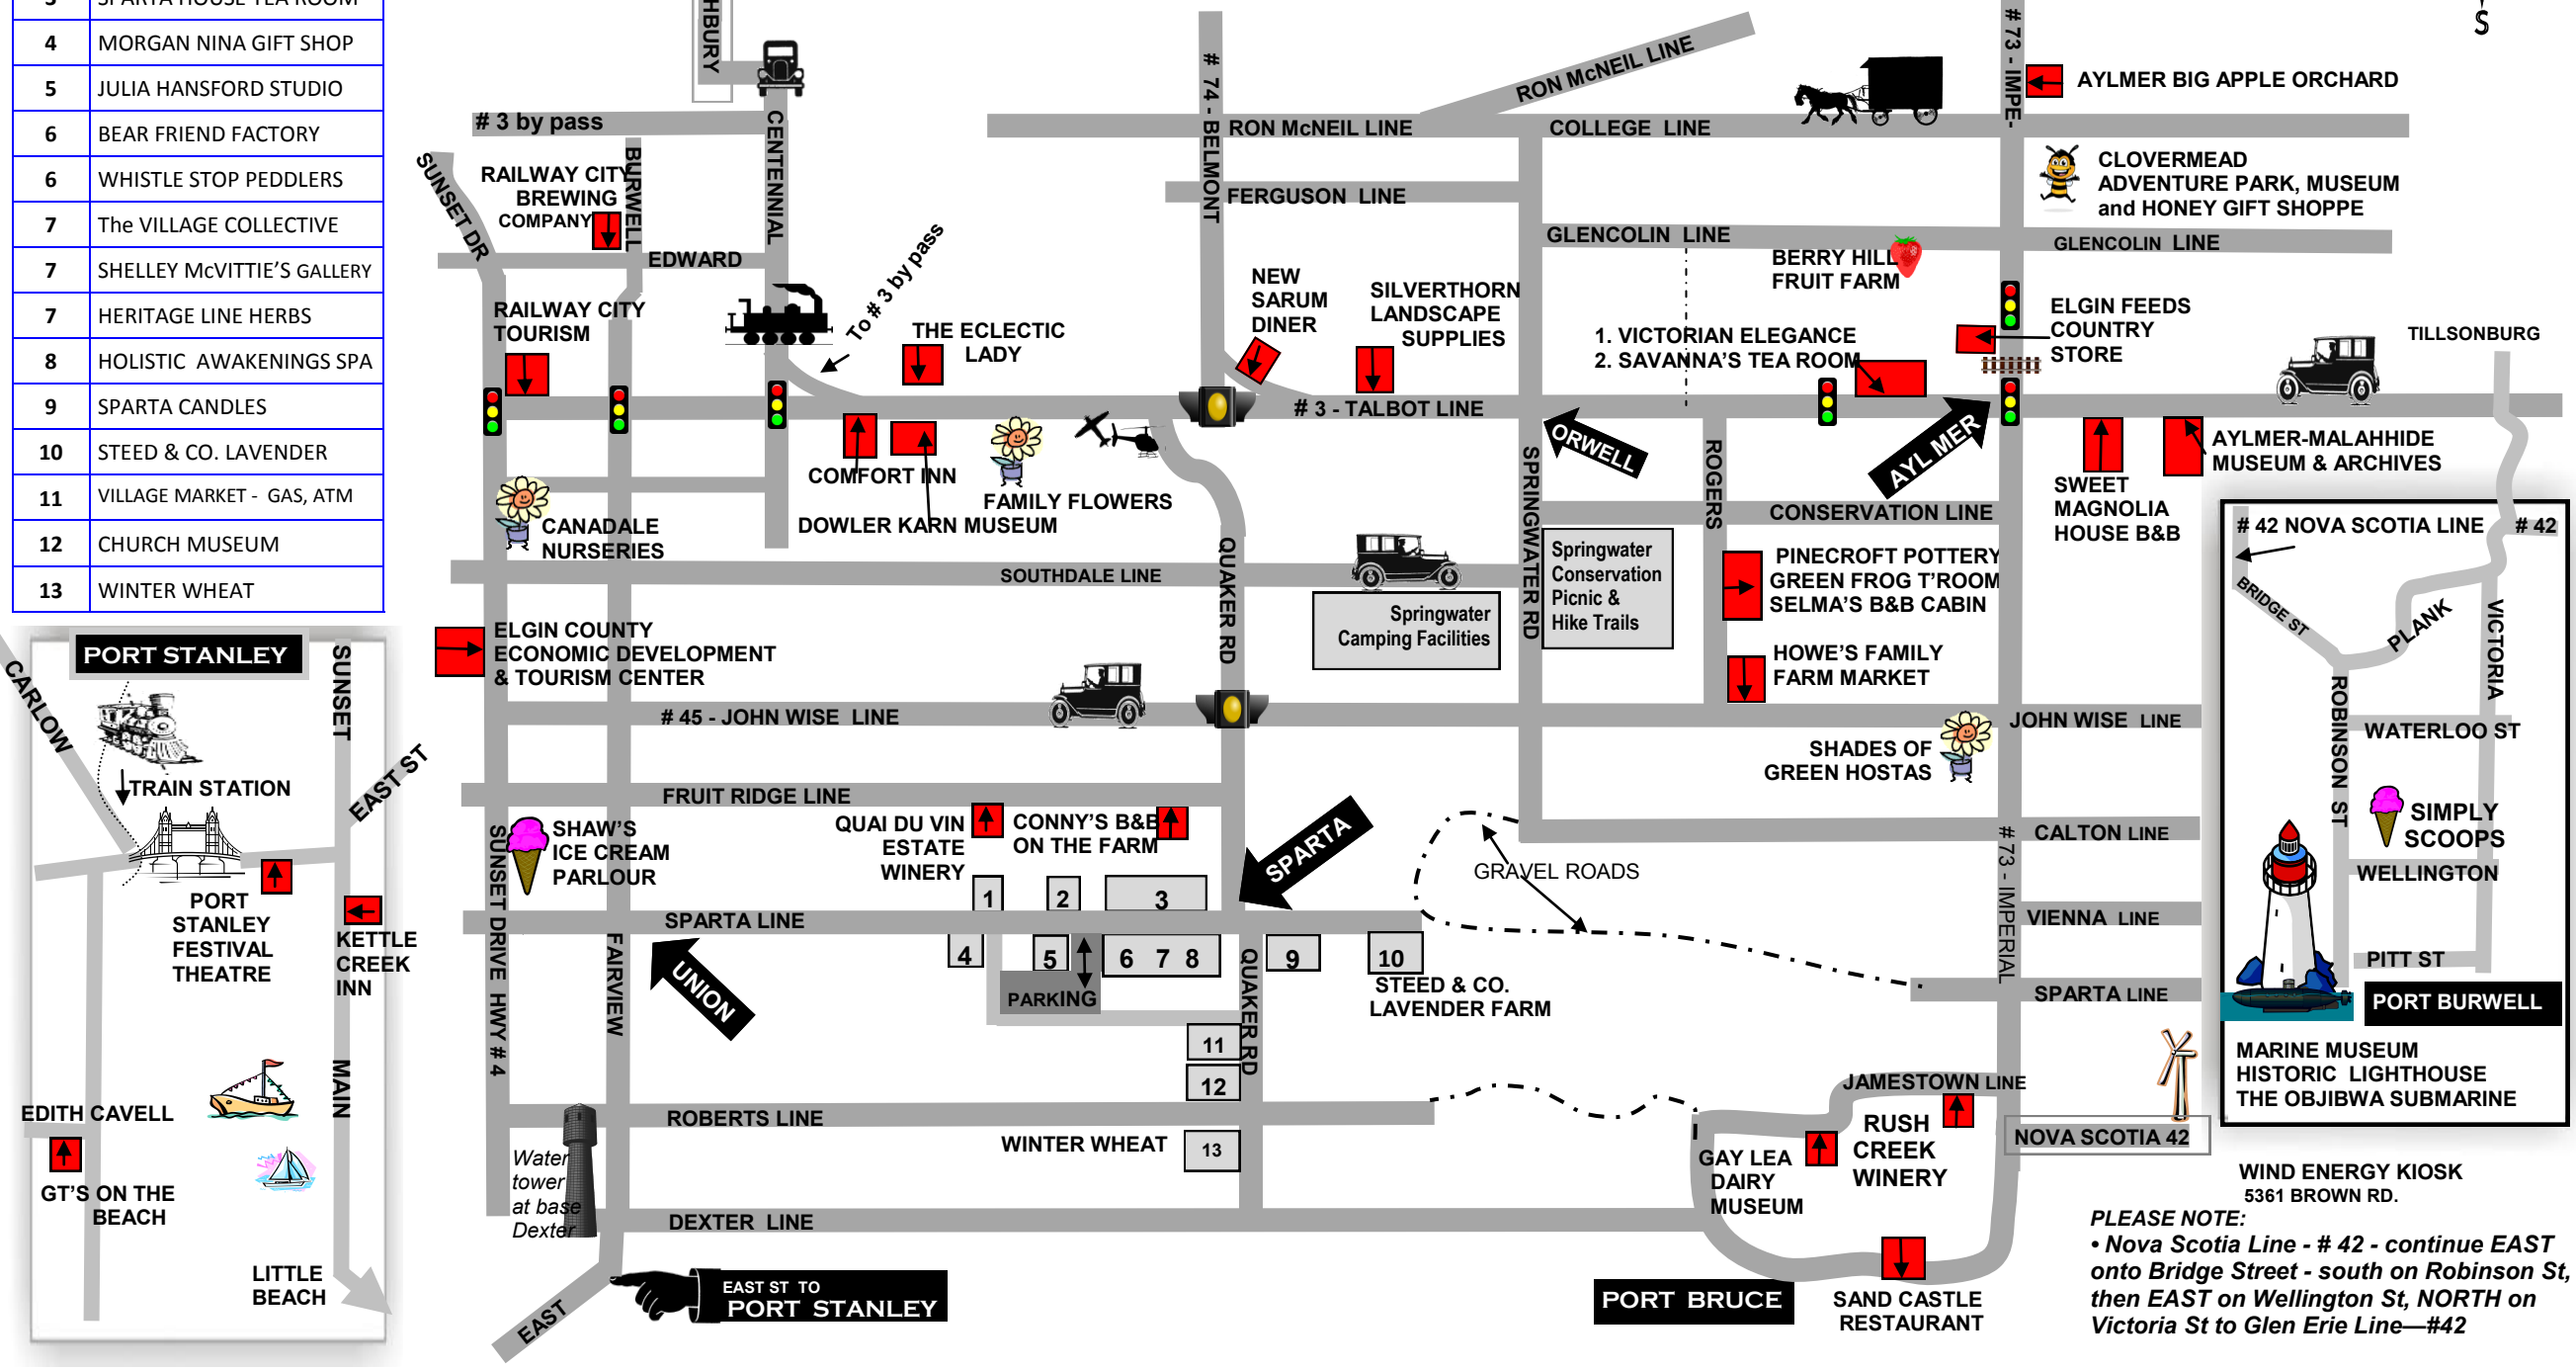 3 SPARTA HOUSE TEA ROOM
4 MORGAN NINA GIFT SHOP
5 JULIA HANSFORD STUDIO
6 BEAR FRIEND FACTORY
6 WHISTLE STOP PEDDLERS
7 The VILLAGE COLLECTIVE
7 SHELLEY McVITTIE'S GALLERY
7 HERITAGE LINE HERBS
8 HOLISTIC AWAKENINGS SPA
9 SPARTA CANDLES
10 STEED & CO. LAVENDER
11 VILLAGE MARKET - GAS, ATM
12 CHURCH MUSEUM
13 WINTER WHEAT
PORT STANLEY
CARLOW
SUNSET
TRAIN STATION
EAST ST
PORT
STANLEY
FESTIVAL
THEATRE
KETTLE
CREEK
INN
MAIN
EDITH CAVELL
GT'S ON THE
BEACH
LITTLE
BEACH
HBURY
# 3 by pass
CENTENNIAL
SUNSET DR
BURWELL
RAILWAY CITY
BREWING
COMPANY
EDWARD
RAILWAY CITY
TOURISM
To # 3 by pass
THE ECLECTIC
LADY
COMFORT INN
DOWLER KARN MUSEUM
FAMILY FLOWERS
CANADALE
NURSERIES
# 74 - BELMONT
RON McNEIL LINE
RON McNEIL LINE
COLLEGE LINE
FERGUSON LINE
GLENCOLIN LINE
GLENCOLIN LINE
# 73 - IMPE-
S
AYLMER BIG APPLE ORCHARD
CLOVERMEAD
ADVENTURE PARK, MUSEUM
and HONEY GIFT SHOPPE
BERRY HILL
FRUIT FARM
NEW
SARUM
DINER
SILVERTHORN
LANDSCAPE
SUPPLIES
1. VICTORIAN ELEGANCE
2. SAVANNA'S TEA ROOM
ELGIN FEEDS
COUNTRY
STORE
TILLSONBURG
# 3 - TALBOT LINE
ORWELL
AYLMER
SWEET
MAGNOLIA
HOUSE B&B
AYLMER-MALAHHIDE
MUSEUM & ARCHIVES
SPRINGWATER RD
ROGERS
CONSERVATION LINE
Springwater
Conservation
Picnic &
Hike Trails
Springwater
Camping Facilities
PINECROFT POTTERY
GREEN FROG T'ROOM
SELMA'S B&B CABIN
HOWE'S FAMILY
FARM MARKET
SOUTHDALE LINE
QUAKER RD
ELGIN COUNTY
ECONOMIC DEVELOPMENT
& TOURISM CENTER
# 45 - JOHN WISE LINE
JOHN WISE LINE
SHADES OF
GREEN HOSTAS
FRUIT RIDGE LINE
SHAW'S
ICE CREAM
PARLOUR
QUAI DU VIN
ESTATE
WINERY
CONNY'S B&B
ON THE FARM
SPARTA
GRAVEL ROADS
CALTON LINE
# 73 - IMPERIAL
VIENNA LINE
SPARTA LINE
SUNSET DRIVE HWY # 4
SPARTA LINE
1
2
3
4
5
6 7 8
9
10
STEED & CO.
LAVENDER FARM
PARKING
UNION
FAIRVIEW
QUAKER RD
11
12
ROBERTS LINE
WINTER WHEAT
13
Water
tower
at base
Dexter
DEXTER LINE
EAST ST TO
PORT STANLEY
EAST
JAMESTOWN LINE
RUSH
CREEK
WINERY
GAY LEA
DAIRY
MUSEUM
NOVA SCOTIA 42
PORT BRUCE
SAND CASTLE
RESTAURANT
# 42 NOVA SCOTIA LINE
# 42
BRIDGE ST
PLANK
VICTORIA
ROBINSON ST
WATERLOO ST
SIMPLY
SCOOPS
WELLINGTON
PITT ST
PORT BURWELL
MARINE MUSEUM
HISTORIC LIGHTHOUSE
THE OBJIBWA SUBMARINE
WIND ENERGY KIOSK
5361 BROWN RD.
PLEASE NOTE:
• Nova Scotia Line - # 42 - continue EAST
onto Bridge Street - south on Robinson St,
then EAST on Wellington St, NORTH on
Victoria St to Glen Erie Line—#42